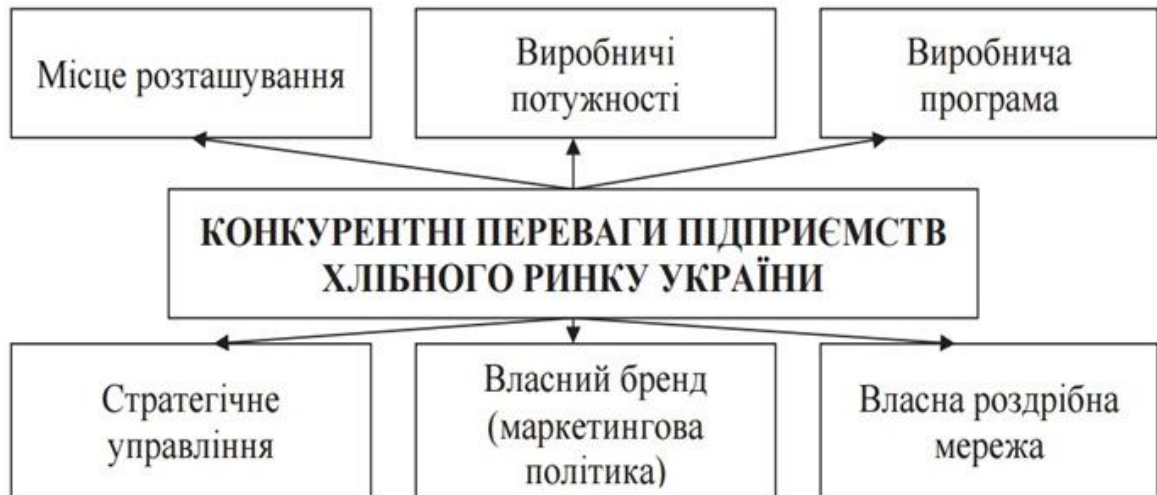 Місце розташування
Виробничі
потужності
Виробнича
програма
КОНКУРЕНТНІ ПЕРЕВАГИ ПІДПРИЄМСТВ
ХЛІБНОГО РИНКУ УКРАЇНИ
Стратегічне
управління
Власний бренд
(маркетингова
політика)
Власна роздрібна
мережа